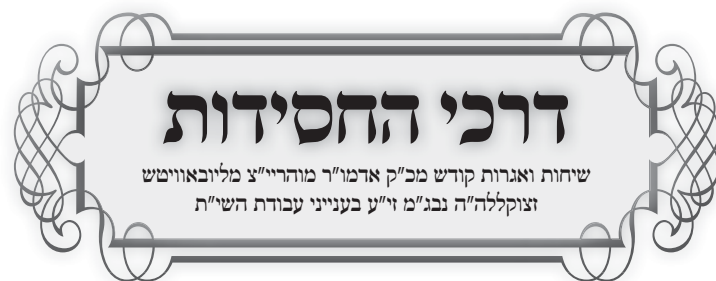 דרכי החסידות
שיחות ואגרות קודש מכ"ק אדמו"ר מוהריי"צ מליובאוויטש
זצוקללה"ה נבג"מ זי"ע בענייני עבודת השי"ת